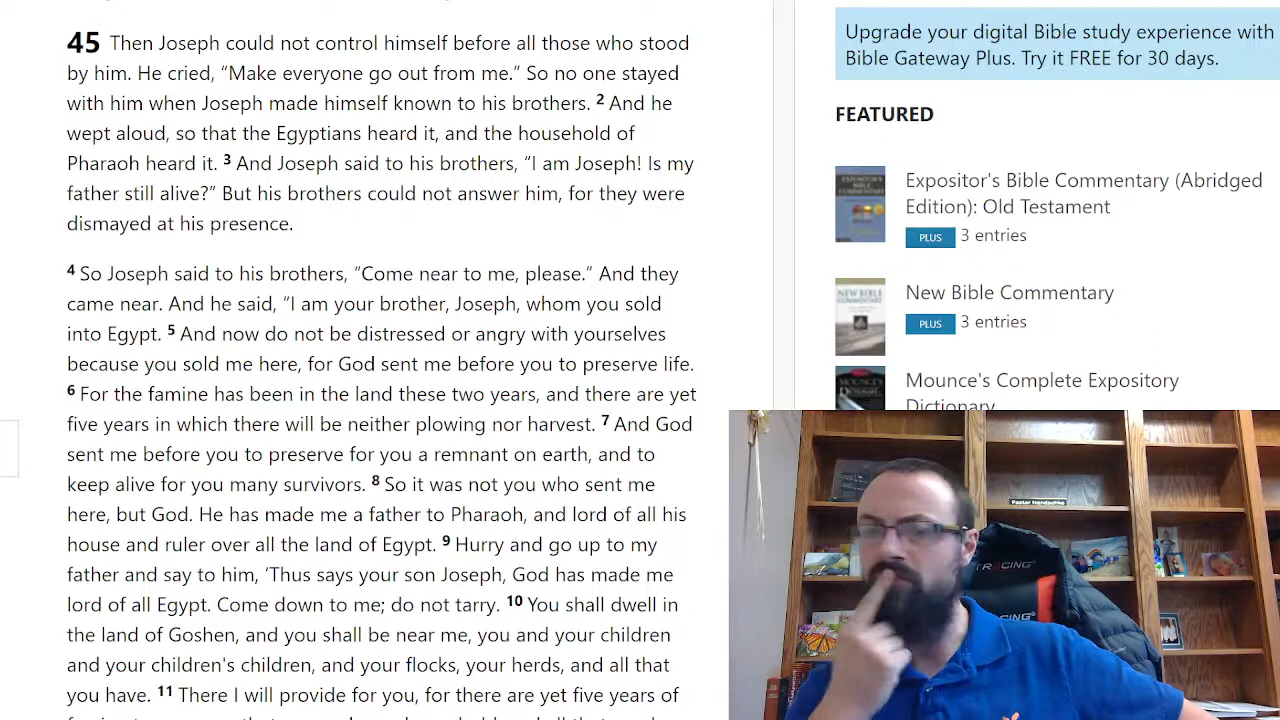 45 Then Joseph could not control himself before all those who stood
by him. He cried, “Make everyone go out from me.” So no one stayed
with him when Joseph made himself known to his brothers. 2 And he
wept aloud, so that the Egyptians heard it, and the household of
Pharaoh heard it. 3 And Joseph said to his brothers, “I am Joseph! Is my
father still alive?” But his brothers could not answer him, for they were
dismayed at his presence.
4 So Joseph said to his brothers, “Come near to me, please.” And they
came near. And he said, “I am your brother, Joseph, whom you sold
into Egypt. 5 And now do not be distressed or angry with yourselves
because you sold me here, for God sent me before you to preserve life.
6 For the famine has been in the land these two years, and there are yet
five years in which there will be neither plowing nor harvest. 7 And God
sent me before you to preserve for you a remnant on earth, and to
keep alive for you many survivors. 8 So it was not you who sent me
here, but God. He has made me a father to Pharaoh, and lord of all his
house and ruler over all the land of Egypt. 9 Hurry and go up to my
father and say to him, ‘Thus says your son Joseph, God has made me
lord of all Egypt. Come down to me; do not tarry. 10 You shall dwell in
the land of Goshen, and you shall be near me, you and your children
and your children's children, and your flocks, your herds, and all that
you have. 11 There I will provide for you, for there are yet five years of
Upgrade your digital Bible study experience with
Bible Gateway Plus. Try it FREE for 30 days.
FEATURED
Expositor's Bible Commentary (Abridged
Edition): Old Testament
PLUS 3 entries
New Bible Commentary
PLUS 3 entries
Mounce's Complete Expository
Dictionary